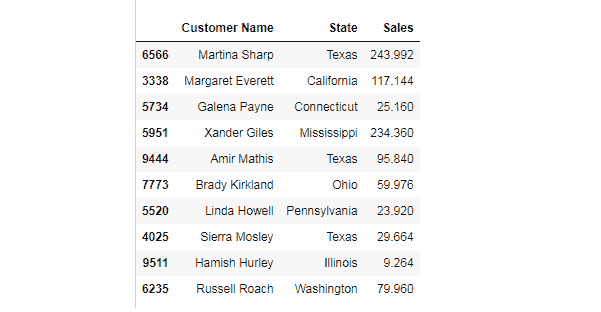 Customer Name State Sales
6566 Martina Sharp Texas 243.992
3338 Margaret Everett California 117.144
5734 Galena Payne Connecticut 25.160
5951 Xander Giles Mississippi 234.360
9444 Amir Mathis Texas 95.840
7773 Brady Kirkland Ohio 59.976
5520 Linda Howell Pennsylvania 23.920
4025 Sierra Mosley Texas 29.664
9511 Hamish Hurley Illinois 9.264
6235 Russell Roach Washington 79.960